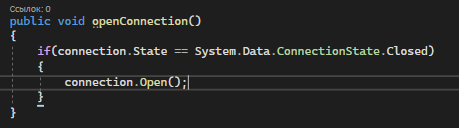 Ссылок: 0
public void openConnection()
{
if(connection.State == System.Data.ConnectionState.Closed)
{
connection.Open();
}
}